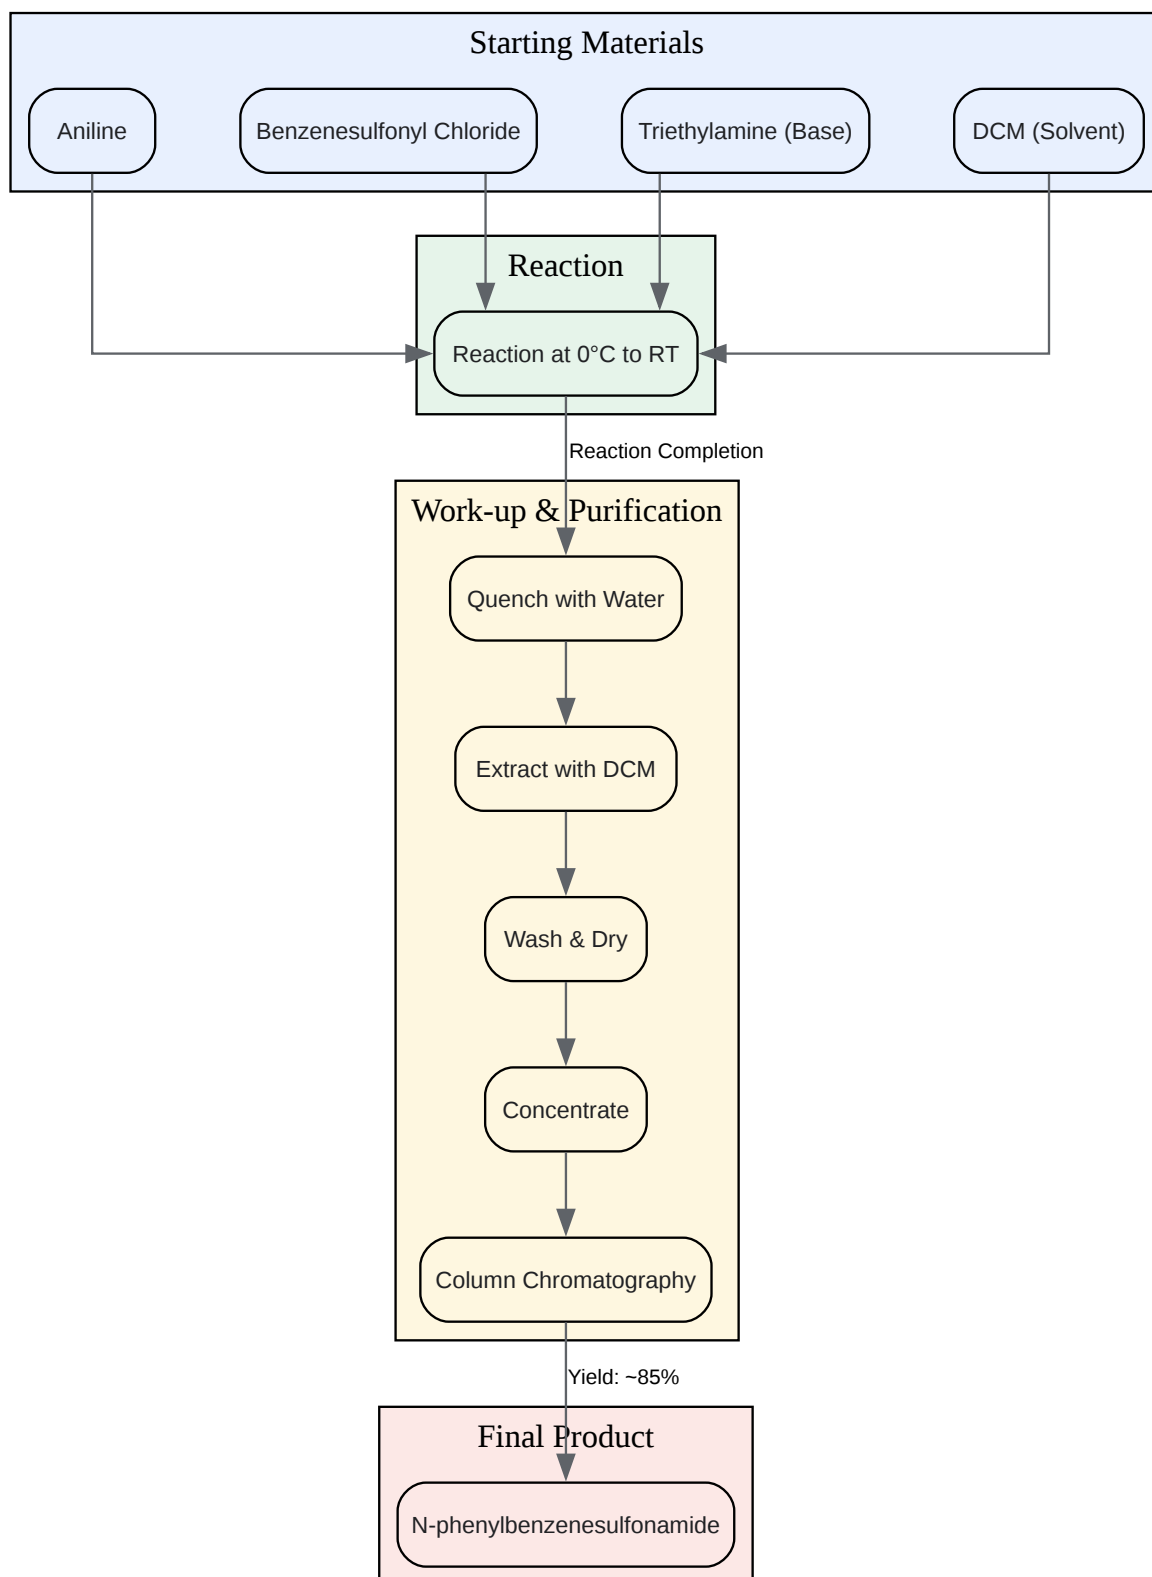 Starting Materials
Aniline
Benzenesulfonyl Chloride
Triethylamine (Base)
DCM (Solvent)
Reaction
Reaction at 0°C to RT
Reaction Completion
Work-up & Purification
Quench with Water
Extract with DCM
Wash & Dry
Concentrate
Column Chromatography
Yield: ~85%
Final Product
N-phenylbenzenesulfonamide